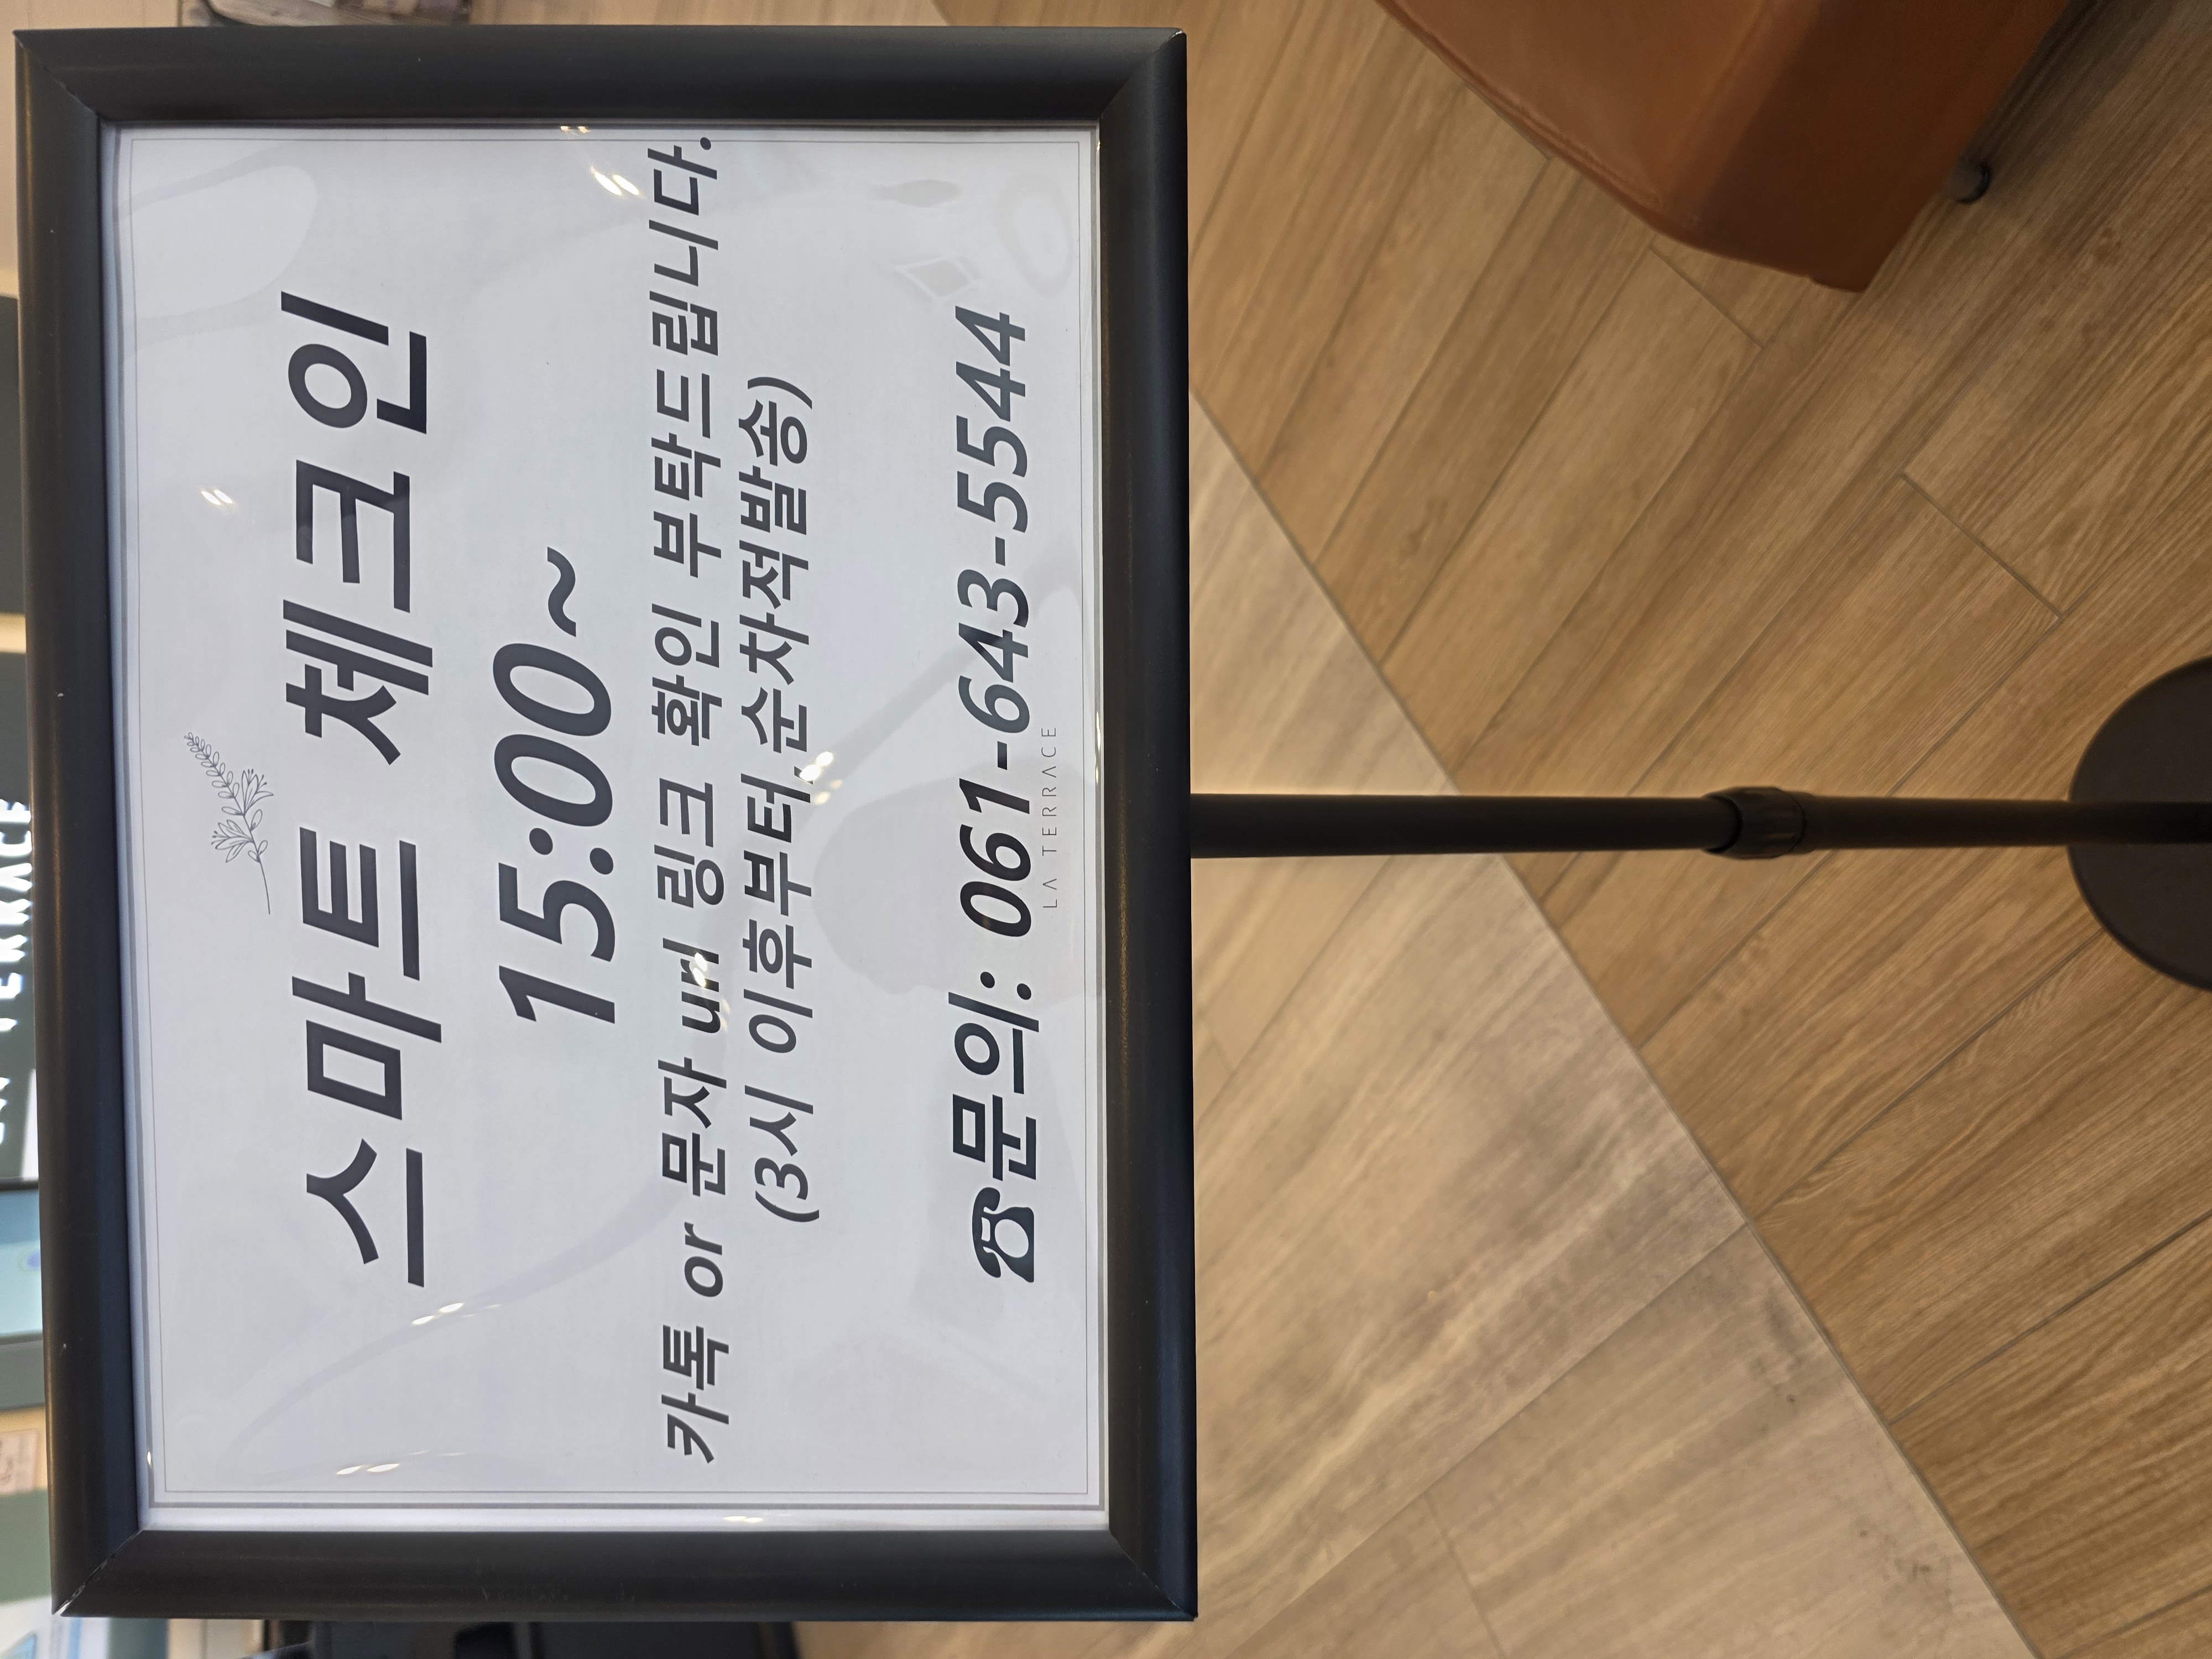 스마트 체크인
15:00~
카톡 or 문자 url 링크 확인 부탁드립니다.
(3시 이후부터,순차적발송)
☎문의: 061-643-5544
LA TERRACE